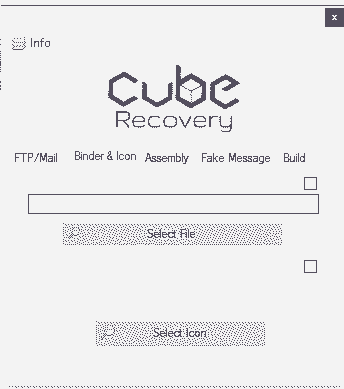 x
Info
cube
Recovery
FTP/Mail Binder & Icon Assembly Fake Message Build
Select File
Select Icon